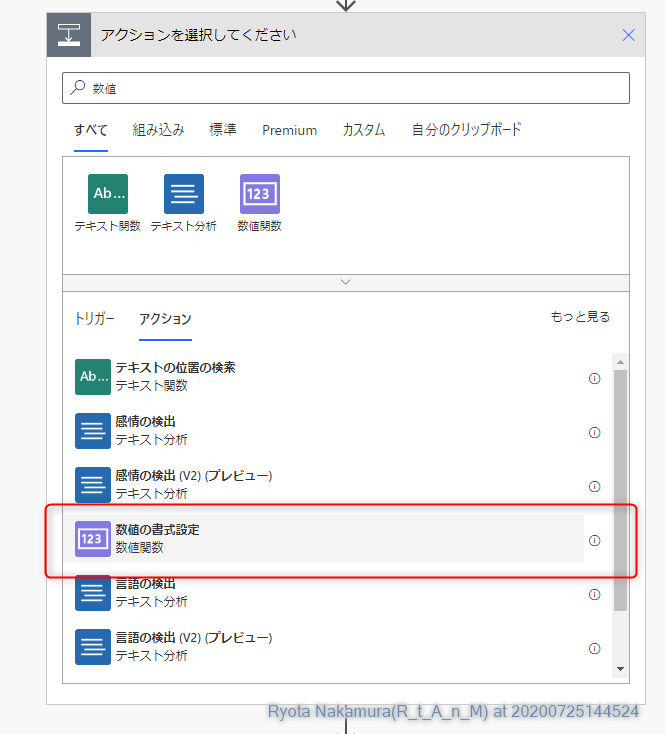 アクションを選択してください
数値
すべて 組み込み 標準 Premium カスタム 自分のクリップボード
Ab... 123
テキスト関数 テキスト分析 数値関数
トリガー アクション もっと見る
Ab...
テキストの位置の検索
テキスト関数
感情の検出
テキスト分析
感情の検出 (V2) (プレビュー)
テキスト分析
123
数値の書式設定
数値関数
言語の検出
テキスト分析
言語の検出 (V2) (プレビュー)
テキスト分析
Ryota Nakamura(R_t_A_n_M) at 20200725144524